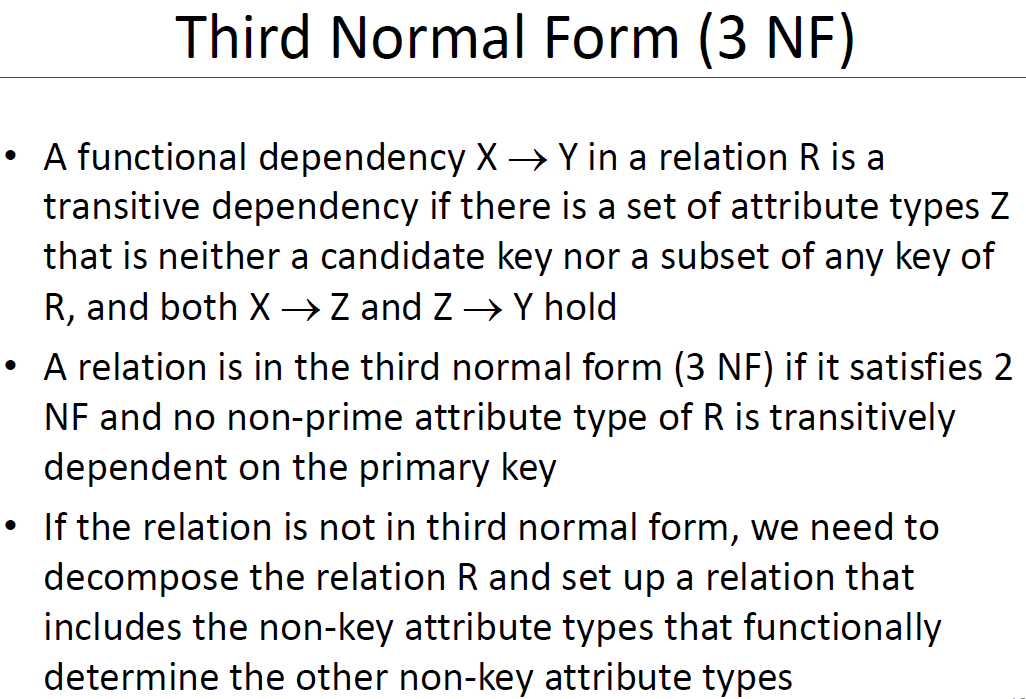 Third Normal Form (3 NF)
• A functional dependency X → Y in a relation R is a
transitive dependency if there is a set of attribute types Z
that is neither a candidate key nor a subset of any key of
R, and both X → Z and Z → Y hold
• A relation is in the third normal form (3 NF) if it satisfies 2
NF and no non-prime attribute type of R is transitively
dependent on the primary key
• If the relation is not in third normal form, we need to
decompose the relation R and set up a relation that
includes the non-key attribute types that functionally
determine the other non-key attribute types